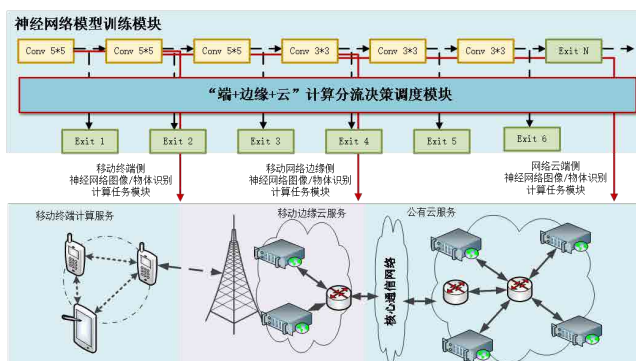 神经网络模型训练模块
Conv 5*5
Conv 5*5
Conv 5*5
Conv 3*3
Conv 3*3
Conv 3*3
Exit N
“端+边缘+云”计算分流决策调度模块
Exit 1
Exit 2
Exit 3
Exit 4
Exit 5
Exit 6
移动终端侧
神经网络图像/物体识别
计算任务模块
移动网络边缘侧
神经网络图像/物体识别
计算任务模块
网络云端侧
神经网络图像/物体识别
计算任务模块
移动终端计算服务
移动边缘云服务
公有云服务
核心通信网络